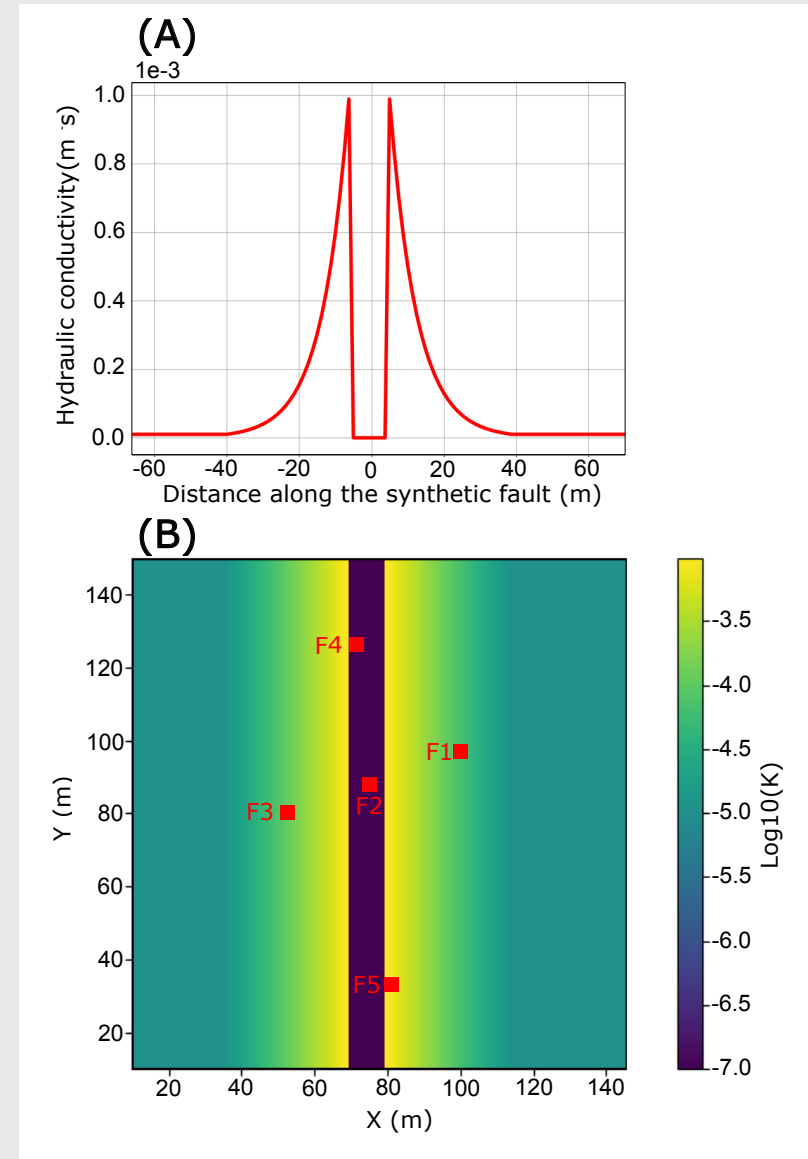 (A)
1e-3
1.0
0.8
0.6
0.4
0.2
0.0
Hydraulic conductivity(m ·s)
-60 -40 -20 0 20 40 60
Distance along the synthetic fault (m)
(B)
140
120
100
80
60
40
20
Y (m)
F4
F1
F2
F3
F5
20 40 60 80 100 120 140
X (m)
-3.5
-4.0
-4.5
-5.0
-5.5
-6.0
-6.5
-7.0
Log10(K)